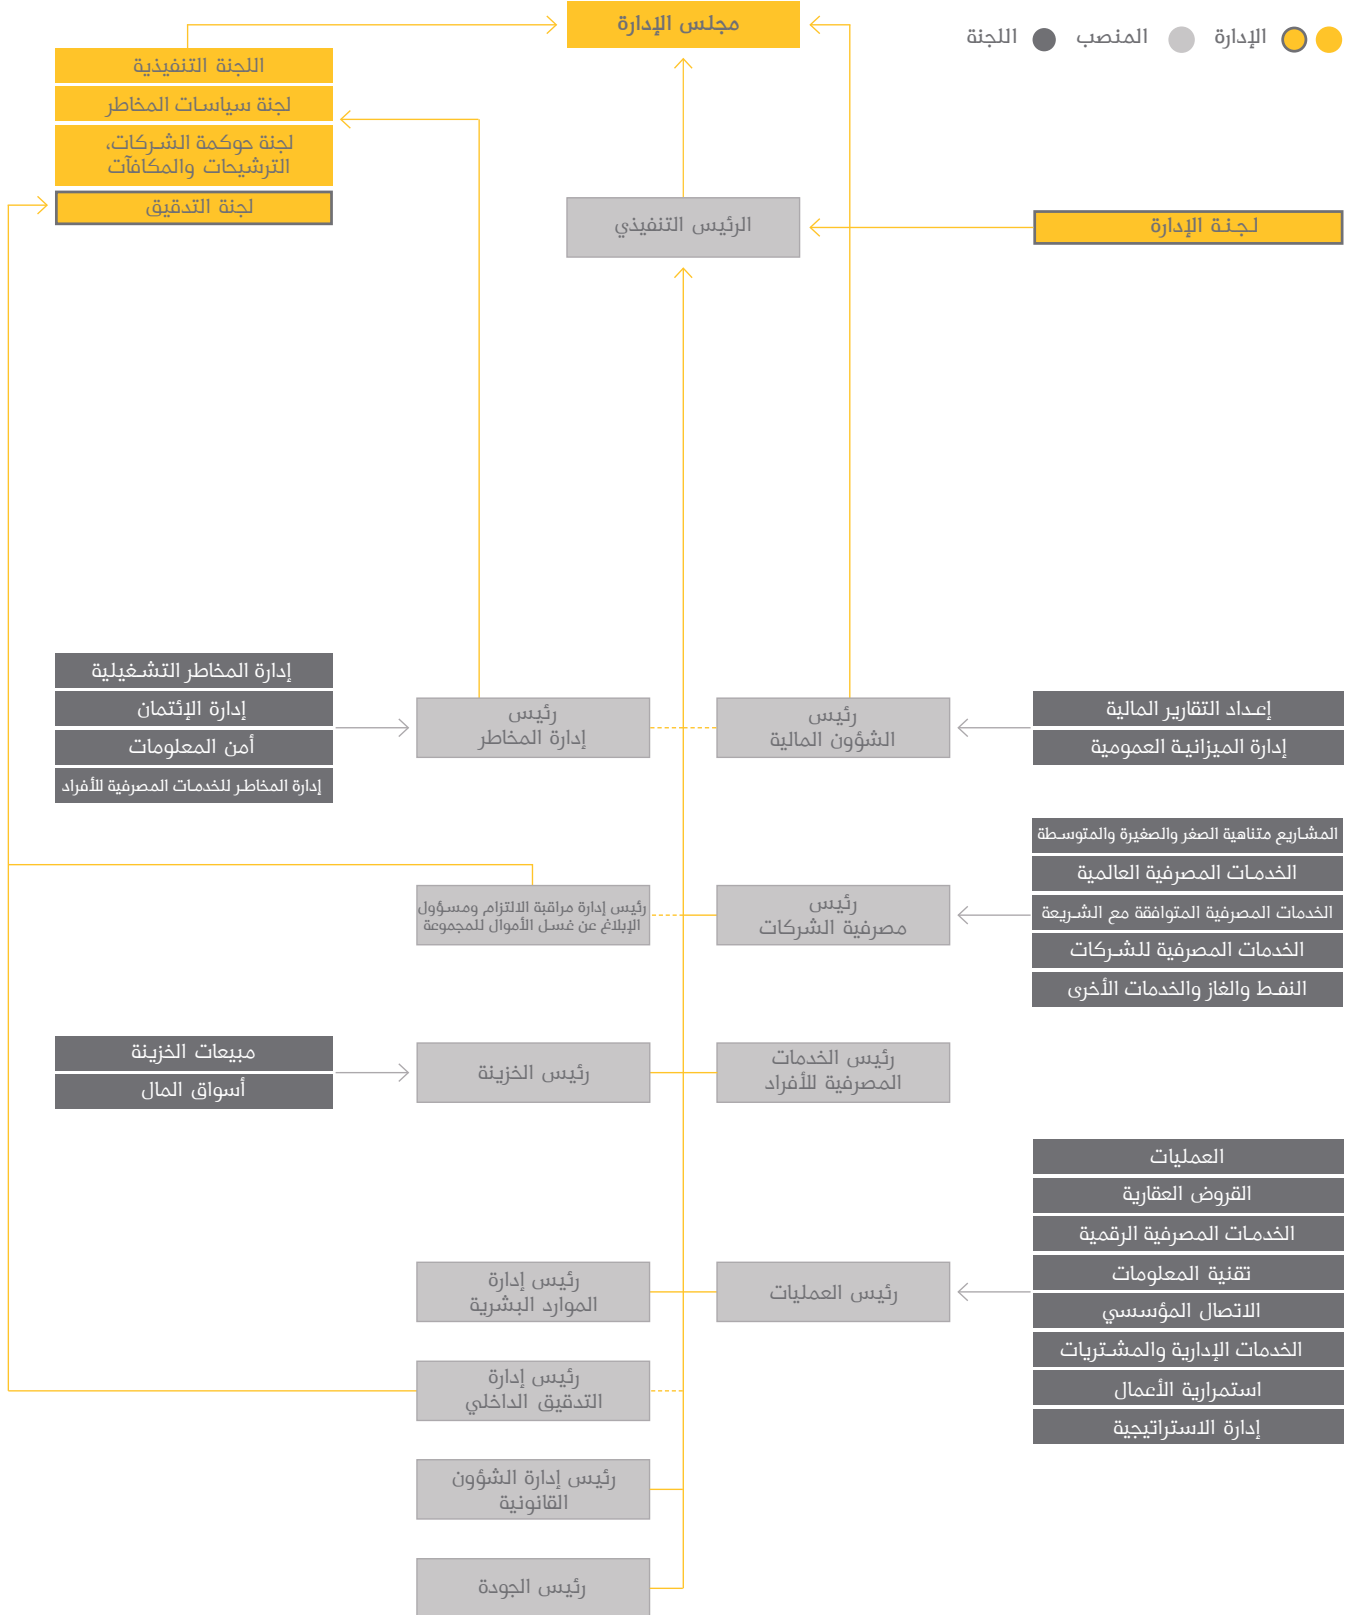 مجلس الإدارة
الإدارة
المنصب
اللجنة
اللجنة التنفيذية
لجنة سياسات المخاطر
لجنة حوكمة الشركات،
الترشيحات والمكافآت
لجنة التدقيق
الرئيس التنفيذي
لجنة الإدارة
إدارة المخاطر التشغيلية
إدارة الإئتمان
أمن المعلومات
إدارة المخاطر للخدمات المصرفية للأفراد
رئيس
إدارة المخاطر
رئيس
الشؤون المالية
إعداد التقارير المالية
إدارة الميزانية العمومية
المشاريع متناهية الصغر والصغيرة والمتوسطة
الخدمات المصرفية العالمية
الخدمات المصرفية المتوافقة مع الشريعة
الخدمات المصرفية للشركات
النفط والغاز والخدمات الأخرى
رئيس
مصرفية الشركات
رئيس إدارة مراقبة الالتزام ومسؤول
الإبلاغ عن غسل الأموال للمجموعة
مبيعات الخزينة
أسواق المال
رئيس الخزينة
رئيس الخدمات
المصرفية للأفراد
العمليات
القروض العقارية
الخدمات المصرفية الرقمية
تقنية المعلومات
الاتصال المؤسسي
الخدمات الإدارية والمشتريات
استمرارية الأعمال
إدارة الاستراتيجية
رئيس العمليات
رئيس إدارة
الموارد البشرية
رئيس إدارة
التدقيق الداخلي
رئيس إدارة الشؤون
القانونية
رئيس الجودة